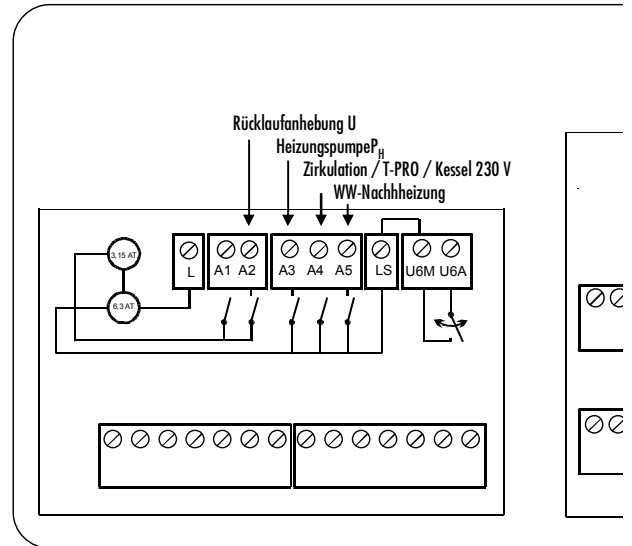 Rücklaufanhebung U
HeizungspumpeP_H
Zirkulation / T-PRO / Kessel 230 V
WW-Nachhheizung
3,15 AT
L A1 A2 A3 A4 A5 LS U6M U6A
6,3 AT